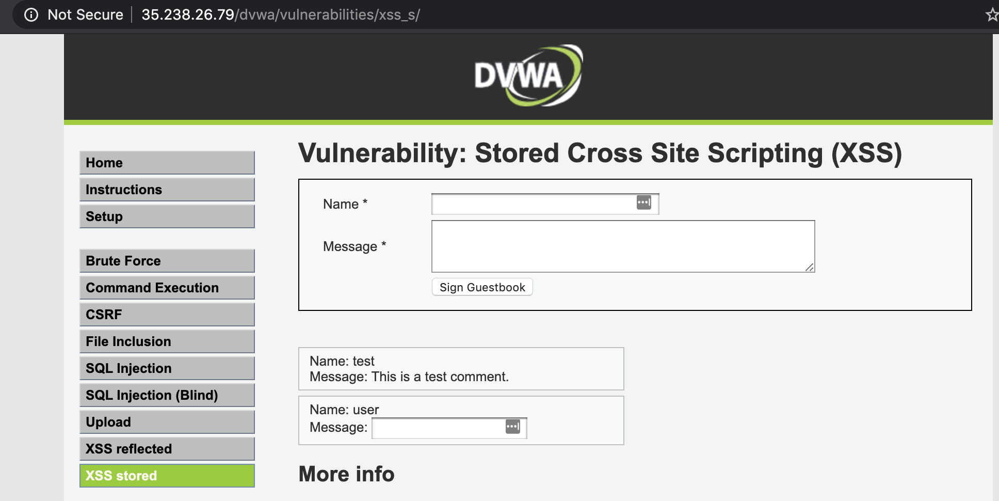 Not Secure 35.238.26.79/dvwa/vulnerabilities/xss_s/
DVWA
Home
Instructions
Setup
Brute Force
Command Execution
CSRF
File Inclusion
SQL Injection
SQL Injection (Blind)
Upload
XSS reflected
XSS stored
Vulnerability: Stored Cross Site Scripting (XSS)
Name *
Message *
Sign Guestbook
Name: test
Message: This is a test comment.
Name: user
Message:
More info